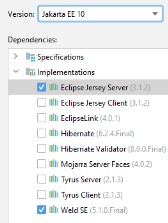 Version: Jakarta EE 10
Dependencies:
Specifications
Implementations
Eclipse Jersey Server (3.1.2)
Eclipse Jersey Client (3.1.2)
EclipseLink (4.0.1)
Hibernate (6.2.4.Final)
Hibernate Validator (8.0.0.Final)
Mojarra Server Faces (4.0.2)
Tyrus Server (2.1.3)
Tyrus Client (2.1.3)
Weld SE (5.1.0.Final)